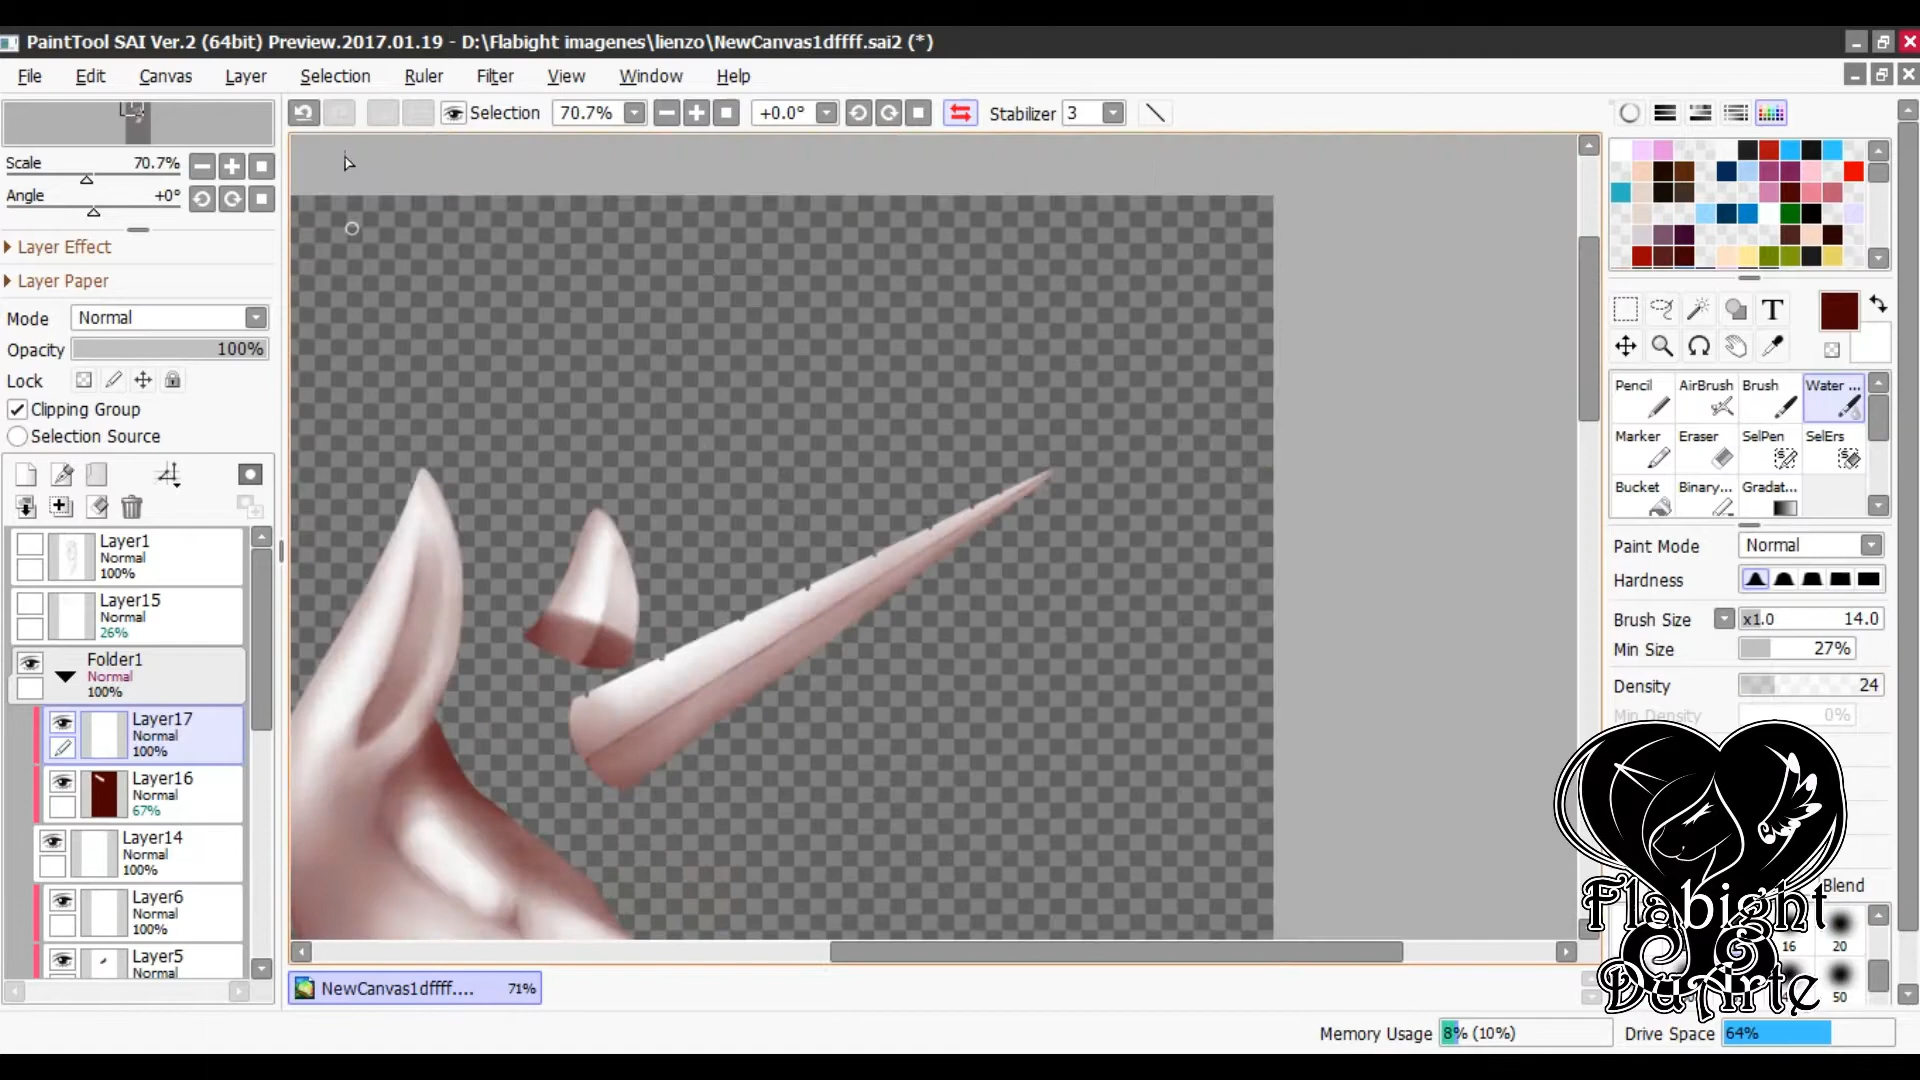 PaintTool SAI Ver.2 (64bit) Preview.2017.01.19 - D:\Flabight imagenes\lienzo\NewCanvas1dffff.sai2 (*)
File Edit Canvas Layer Selection Ruler Filter View Window Help
Selection 70.7% +0.0° Stabilizer 3
Scale 70.7%
Angle +0°
Layer Effect
Layer Paper
Mode Normal
Opacity 100%
Lock
Clipping Group
Selection Source
Layer1
Normal
100%
Layer15
Normal
26%
Folder1
Normal
100%
Layer17
Normal
100%
Layer16
Normal
67%
Layer14
Normal
100%
Layer6
Normal
100%
Layer5
Normal
NewCanvas1dffff.... 71%
T
Pencil AirBrush Brush Water ...
Marker Eraser SelPen SelErs
Bucket Binary... Gradat...
Paint Mode Normal
Hardness
Brush Size x1.0 14.0
Min Size 27%
Density 24
Min Density 0%
Blend
16 20
50
Flabight
&
DuArte
Memory Usage 8% (10%) Drive Space 64%